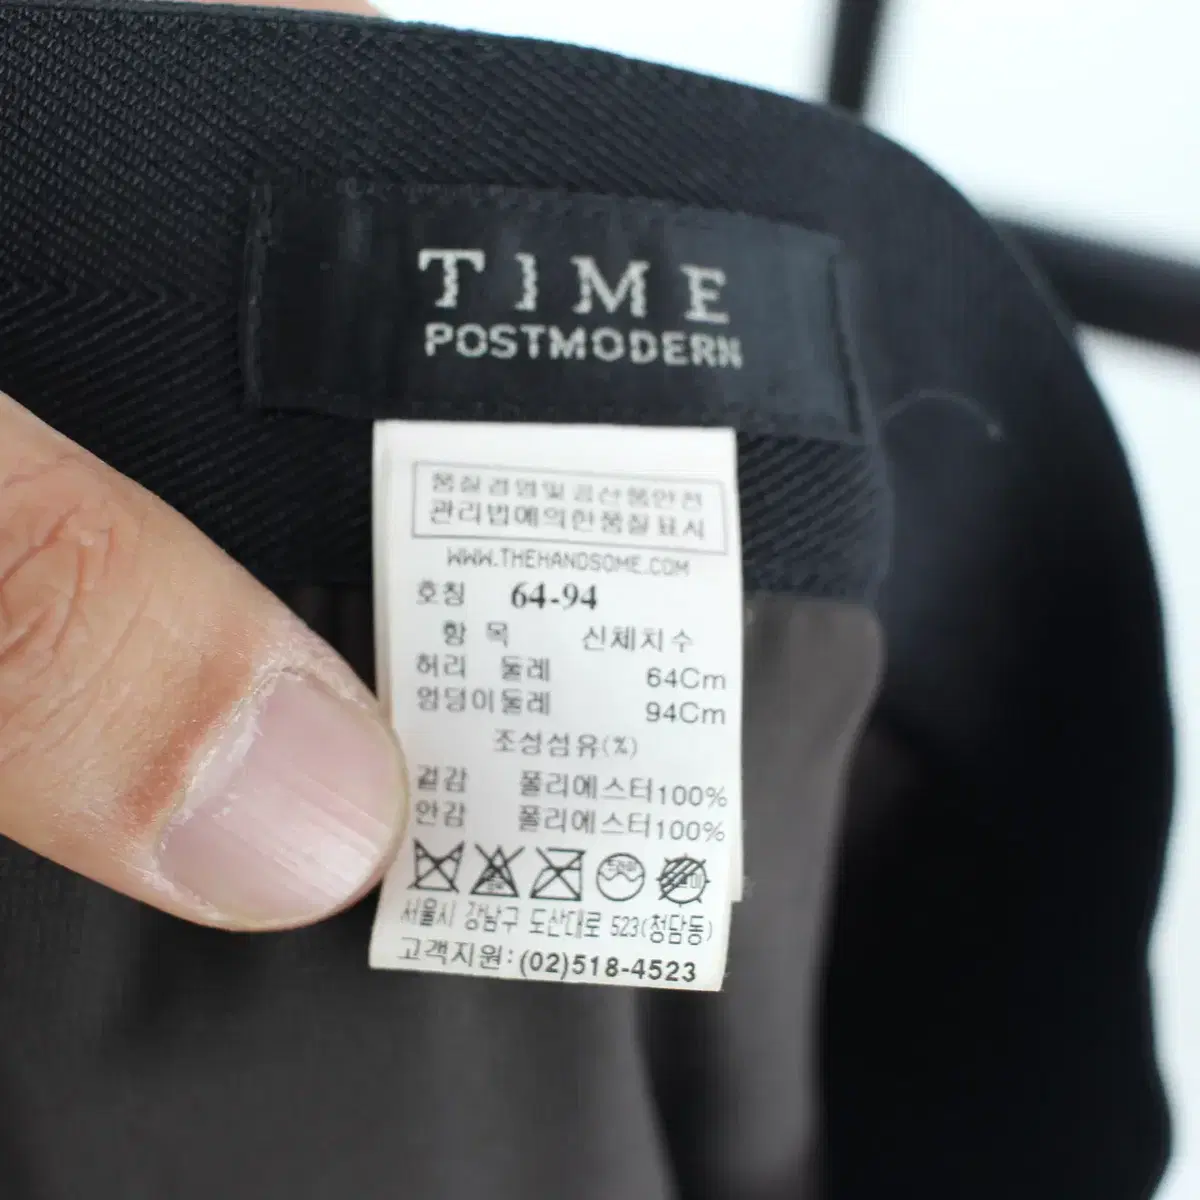 TIME
POSTMODERN
품질경영및공산품안전
관리법에의한품질표시
WWW.THEHANDSOME.COM
호칭 64-94
항 목 신체치수
허리 둘레 64Cm
엉덩이둘레 94Cm
조성섬유(%)
겉감 폴리에스터100%
안감 폴리에스터100%
드라이
서울시 강남구 도산대로 523(청담동)
고객지원: (02)518-4523